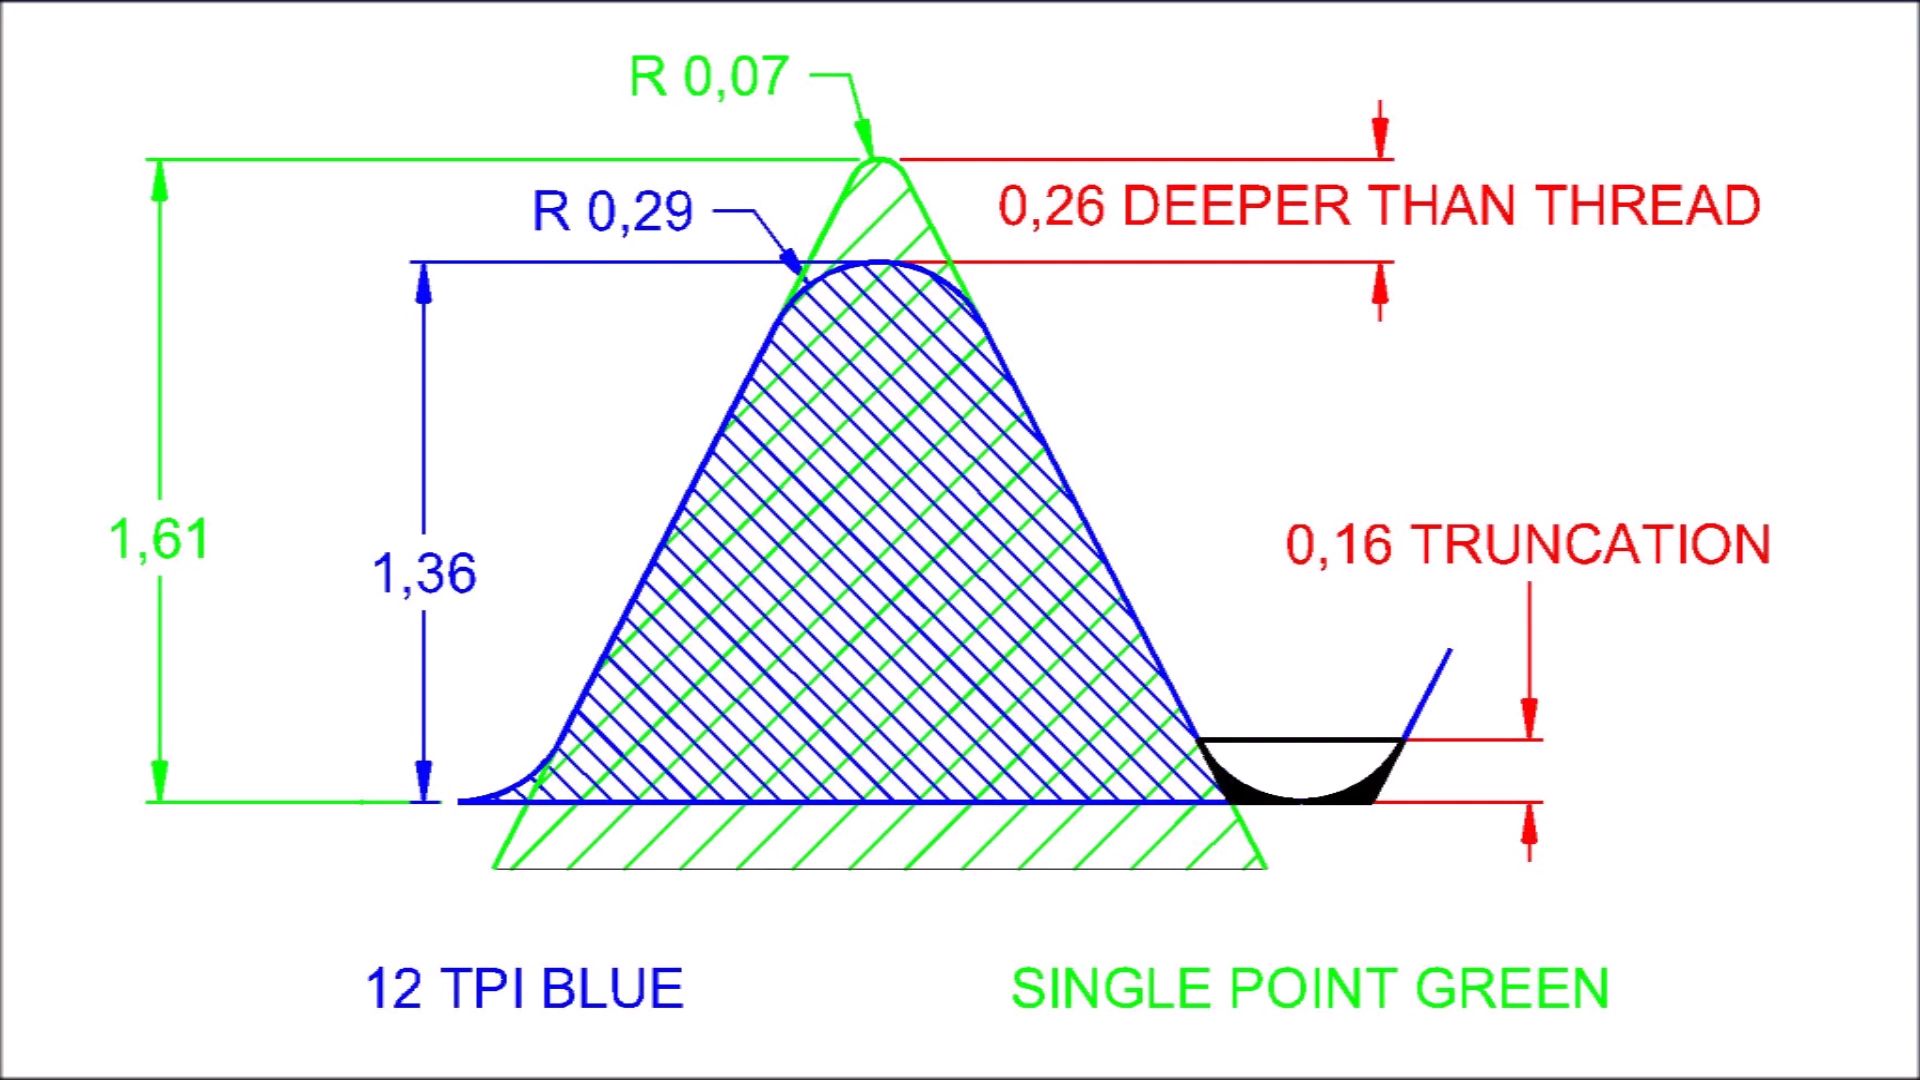 R 0,07
R 0,29
0,26 DEEPER THAN THREAD
1,61
1,36
0,16 TRUNCATION
12 TPI BLUE
SINGLE POINT GREEN